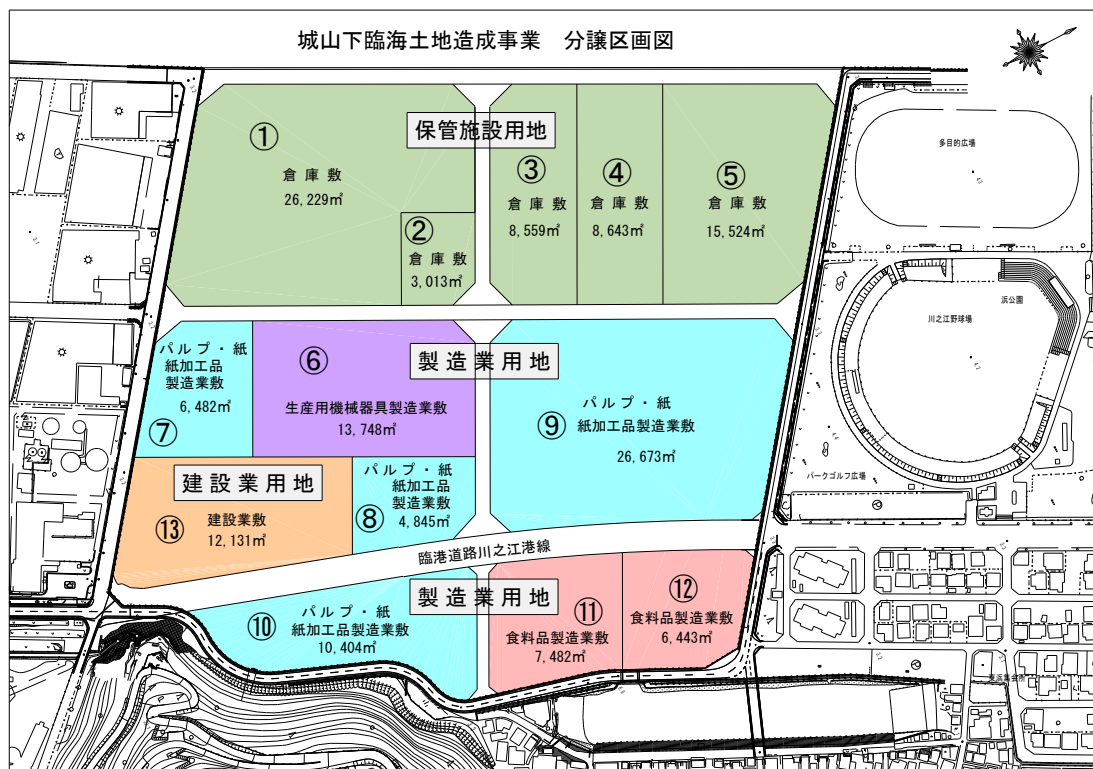 城山下臨海土地造成事業　分譲区画図
①
倉庫敷
26,229㎡
保管施設用地
②
倉庫敷
3,013㎡
③
倉庫敷
8,559㎡
④
倉庫敷
8,643㎡
⑤
倉庫敷
15,524㎡
多目的広場
浜公園
川之江野球場
パークゴルフ広場
パルプ・紙
紙加工品
製造業敷
6,482㎡
⑦
⑥
生産用機械器具製造業敷
13,748㎡
製造業用地
パルプ・紙
⑨
紙加工品製造業敷
26,673㎡
建設業用地
⑬
建設業敷
12,131㎡
パルプ・紙
紙加工品
製造業敷
⑧
4,845㎡
臨港道路川之江港線
製造業用地
パルプ・紙
⑩
紙加工品製造業敷
10,404㎡
⑪
食料品製造業敷
7,482㎡
⑫
食料品製造業敷
6,443㎡